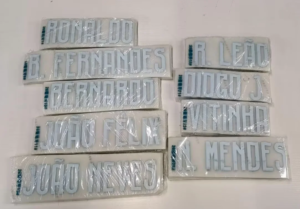 RONALDO
B. FERNANDES
BERNARDO
JOÃO FELIX
JOÃO NEVES
R. LEÃO
DIOGO J.
VITINHA
N. MENDES